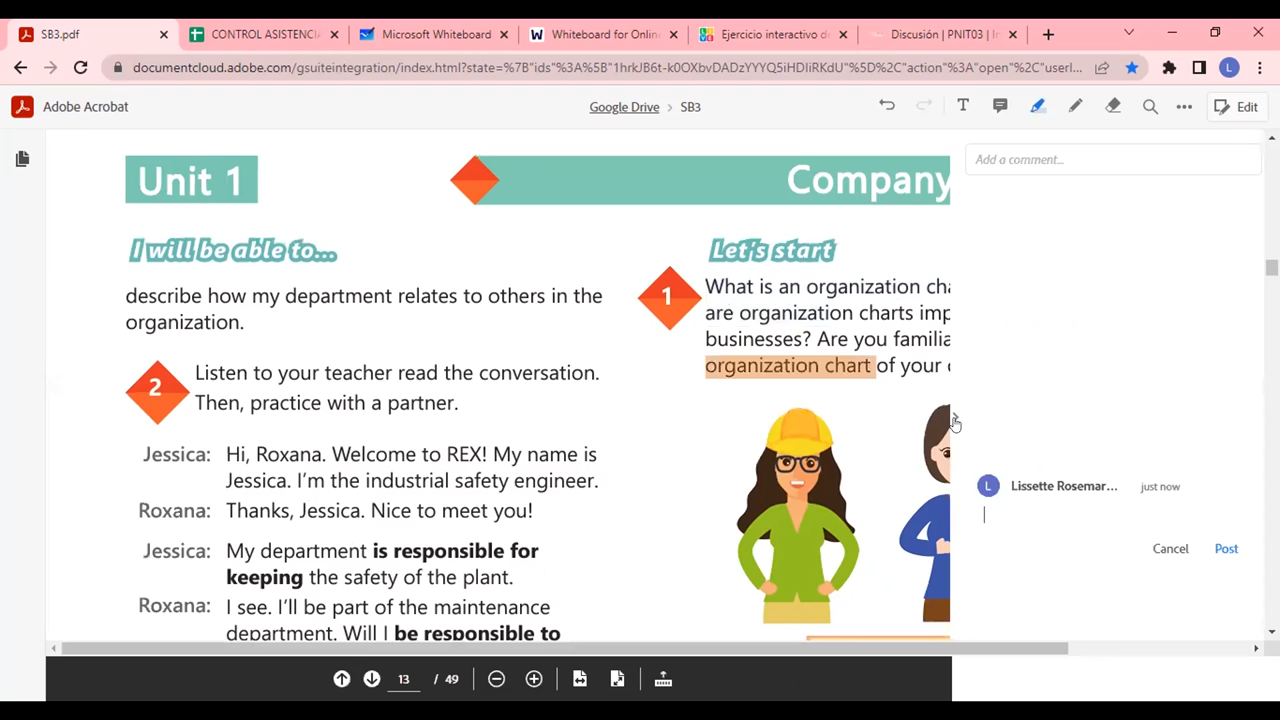 SB3.pdf
CONTROL ASISTENCI
Microsoft Whiteboard
Whiteboard for Online
Ejercicio interactivo de
Discusión | PNIT03 | In
documentcloud.adobe.com/gsuiteintegration/index.html?state=%7B"ids"%3A%5B"1hrkJB6t-k0OXbvDADzYYYQ5iHDIiRKdU"%5D%2C"action"%3A"open"%2C"userI...
L
Adobe Acrobat
Google Drive > SB3
Edit
Add a comment...
Unit 1
Company
I will be able to...
Let's start
describe how my department relates to others in the
organization.
1
What is an organization cha
are organization charts imp
businesses? Are you familia
organization chart of your c
2
Listen to your teacher read the conversation.
Then, practice with a partner.
Jessica: Hi, Roxana. Welcome to REX! My name is
Jessica. I'm the industrial safety engineer.
Roxana: Thanks, Jessica. Nice to meet you!
Jessica: My department is responsible for
keeping the safety of the plant.
Roxana: I see. I'll be part of the maintenance
department. Will I be responsible to
L
Lissette Rosemar...
just now
Cancel
Post
13 / 49